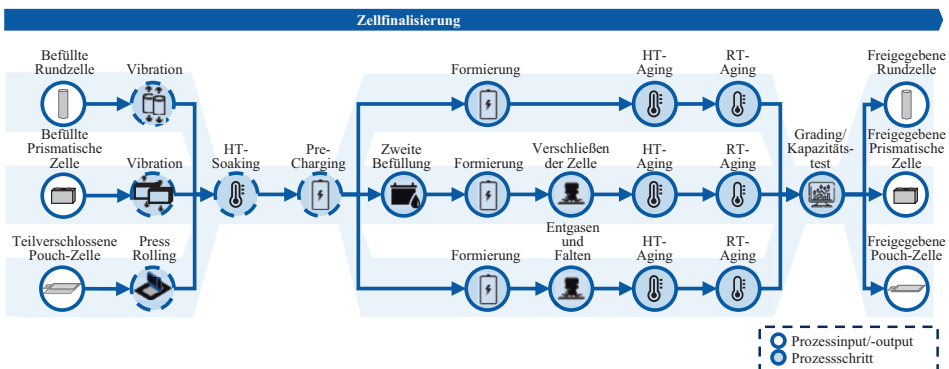 Zellfinalisierung
Befüllte
Rundzelle
Vibration
Formierung
HT-
Aging
RT-
Aging
Freigegebene
Rundzelle
Befüllte
Prismatische
Zelle
Vibration
HT-
Soaking
Pre-
Charging
Zweite
Befüllung
Formierung
Verschließen
der Zelle
HT-
Aging
RT-
Aging
Grading/
Kapazitäts-
test
Freigegebene
Prismatische
Zelle
Teilverschlossene
Pouch-Zelle
Press
Rolling
Formierung
Entgasen
und
Falten
HT-
Aging
RT-
Aging
Freigegebene
Pouch-Zelle
Prozessinput/-output
Prozessschritt